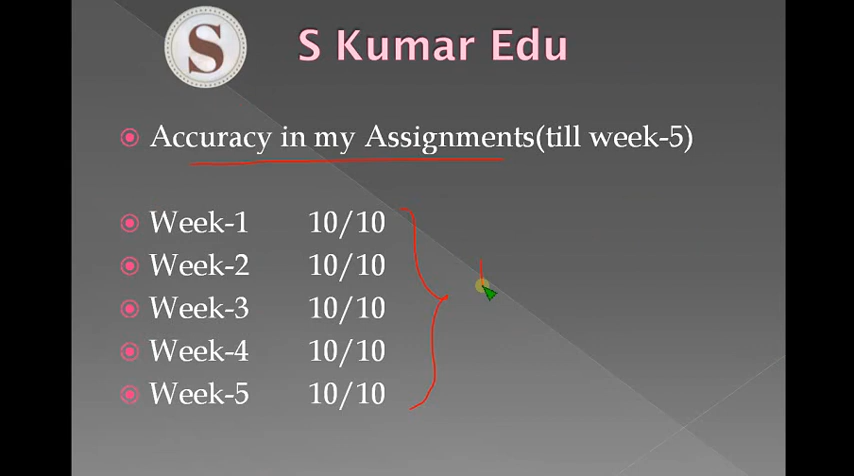 S
S Kumar Edu
Accuracy in my Assignments(till week-5)
Week-1 10/10
Week-2 10/10
Week-3 10/10
Week-4 10/10
Week-5 10/10